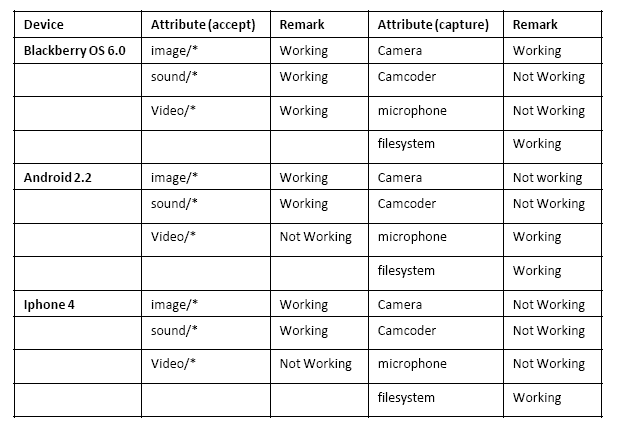 Device Attribute (accept) Remark Attribute (capture) Remark
Blackberry OS 6.0 image/* Working Camera Working
sound/* Working Camcoder Not Working
Video/* Working microphone Not Working
filesystem Working
Android 2.2 image/* Working Camera Not working
sound/* Working Camcoder Not Working
Video/* Not Working microphone Working
filesystem Working
Iphone 4 image/* Working Camera Not Working
sound/* Working Camcoder Not Working
Video/* Not Working microphone Not Working
filesystem Working